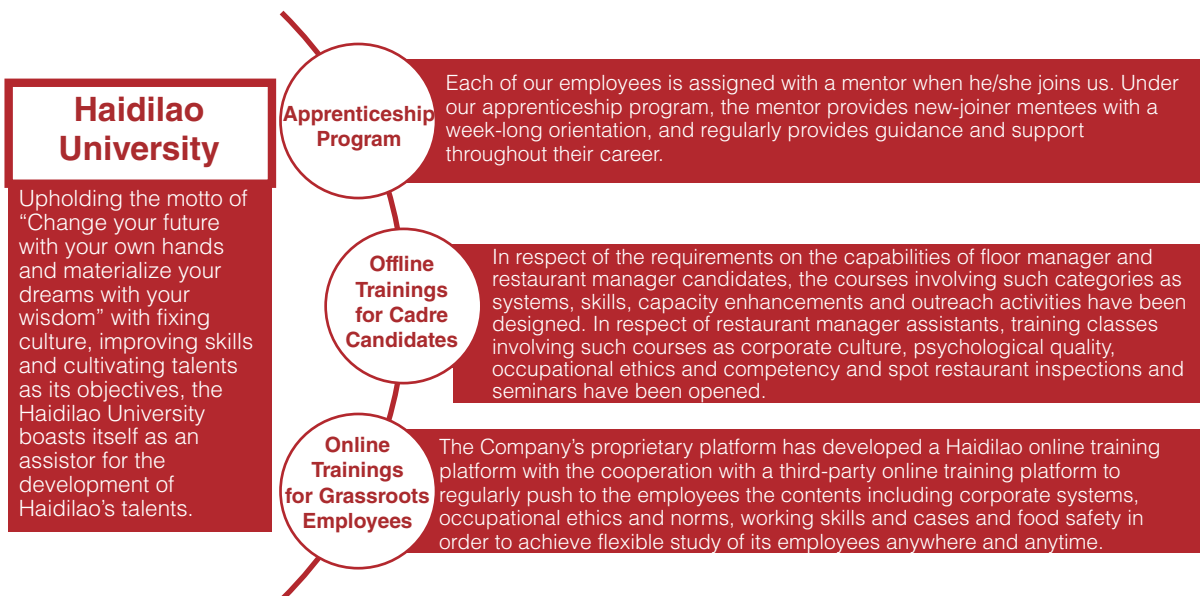 Haidilao
University
Upholding the motto of
“Change your future
with your own hands
and materialize your
dreams with your
wisdom” with fixing
culture, improving skills
and cultivating talents
as its objectives, the
Haidilao University
boasts itself as an
assistor for the
development of
Haidilao’s talents.
Apprenticeship
Program
Each of our employees is assigned with a mentor when he/she joins us. Under
our apprenticeship program, the mentor provides new-joiner mentees with a
week-long orientation, and regularly provides guidance and support
throughout their career.
Offline
Trainings
for Cadre
Candidates
In respect of the requirements on the capabilities of floor manager and
restaurant manager candidates, the courses involving such categories as
systems, skills, capacity enhancements and outreach activities have been
designed. In respect of restaurant manager assistants, training classes
involving such courses as corporate culture, psychological quality,
occupational ethics and competency and spot restaurant inspections and
seminars have been opened.
Online
Trainings
for Grassroots
Employees
The Company’s proprietary platform has developed a Haidilao online training
platform with the cooperation with a third-party online training platform to
regularly push to the employees the contents including corporate systems,
occupational ethics and norms, working skills and cases and food safety in
order to achieve flexible study of its employees anywhere and anytime.